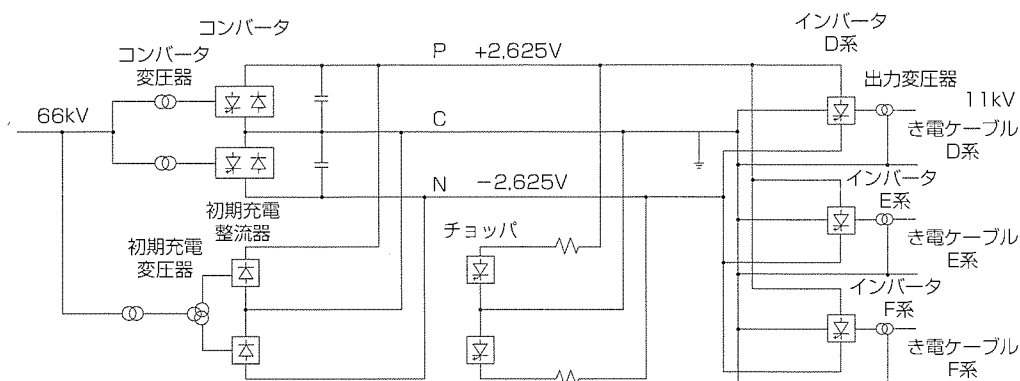 コンバータ
コンバータ
変圧器
66kV
P +2,625V
C
N −2,625V
初期充電
整流器
初期充電
変圧器
チョッパ
インバータ
D系
出力変圧器
11kV
き電ケーブル
D系
インバータ
E系
き電ケーブル
E系
インバータ
F系
き電ケーブル
F系